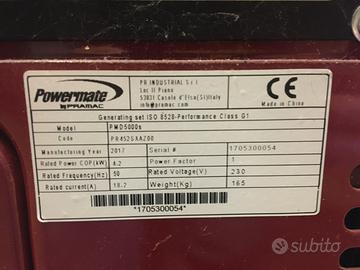 Powermate
by PRAMAC
PR INDUSTRIAL S.r.l
Loc Il Piano
53031 Casole d'Elsa(Si)Italy
info@pramac.com
CE
Made in China
Generating set ISO 8528-Performance Class G1
Model PMD5000s
Code PR452SXA200
Manufacturing Year 2017 Serial# 1705300054
Rated Power COP(kW) 4.2 Power Factor 1
Rated Frequency(Hz) 50 Rated Voltage(V) 230
Rated current(A) 18.2 Weight(Kg) 165
*1705300054*
subito